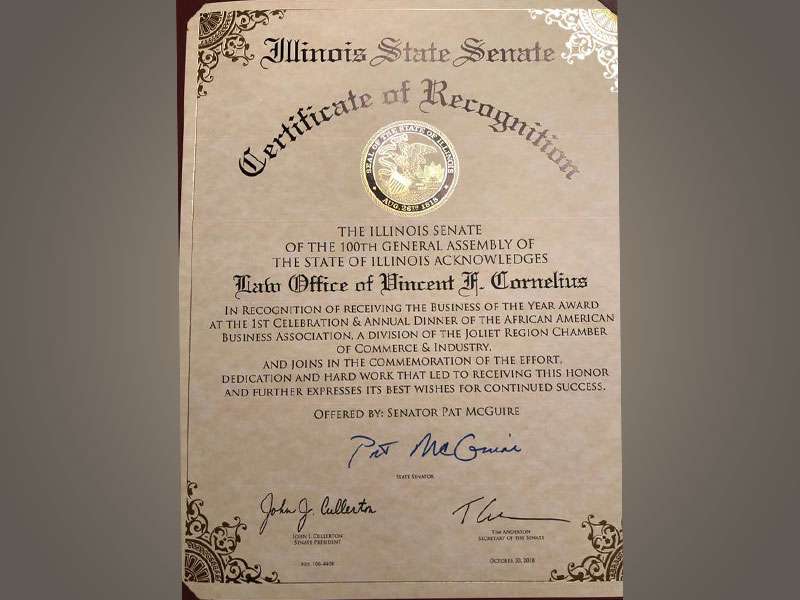 Illinois State Senate
Certificate of Recognition
SEAL OF THE STATE OF ILLINOIS
AUG. 26TH 1818
THE ILLINOIS SENATE
OF THE 100TH GENERAL ASSEMBLY OF
THE STATE OF ILLINOIS ACKNOWLEDGES
Law Office of Vincent F. Cornelius
IN RECOGNITION OF RECEIVING THE BUSINESS OF THE YEAR AWARD
AT THE 1ST CELEBRATION & ANNUAL DINNER OF THE AFRICAN AMERICAN
BUSINESS ASSOCIATION, A DIVISION OF THE JOLIET REGION CHAMBER
OF COMMERCE & INDUSTRY,
AND JOINS IN THE COMMEMORATION OF THE EFFORT,
DEDICATION AND HARD WORK THAT LED TO RECEIVING THIS HONOR
AND FURTHER EXPRESSES ITS BEST WISHES FOR CONTINUED SUCCESS.
OFFERED BY: SENATOR PAT MCGUIRE
Pat McGuire
STATE SENATOR
John J. Cullerton
JOHN J. CULLERTON
SENATE PRESIDENT
TIM ANDERSON
SECRETARY OF THE SENATE
OCTOBER 23, 2018